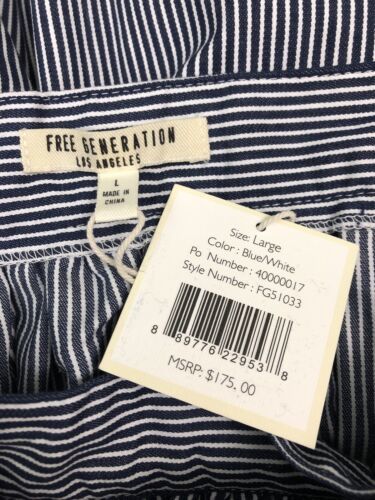 FREE GENERATION
LOS ANGELES
L
MADE IN
CHINA
Size: Large
Color : Blue/White
Po Number : 40000017
Style Number : FG51033
8 89776 22953 8
MSRP: $175.00